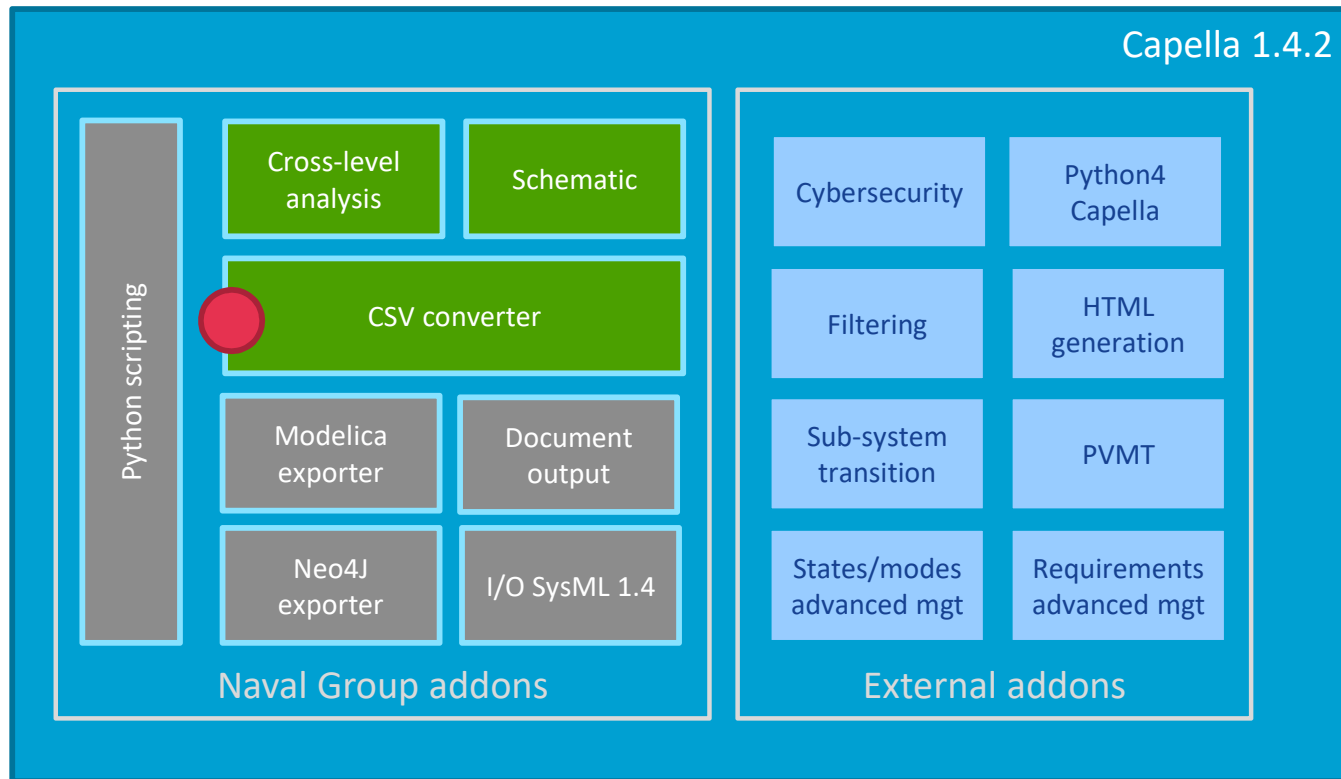 Capella 1.4.2
Python scripting
Cross-level
analysis
Schematic
CSV converter
Modelica
exporter
Document
output
Neo4J
exporter
I/O SysML 1.4
Naval Group addons
Cybersecurity
Python4
Capella
Filtering
HTML
generation
Sub-system
transition
PVMT
States/modes
advanced mgt
Requirements
advanced mgt
External addons